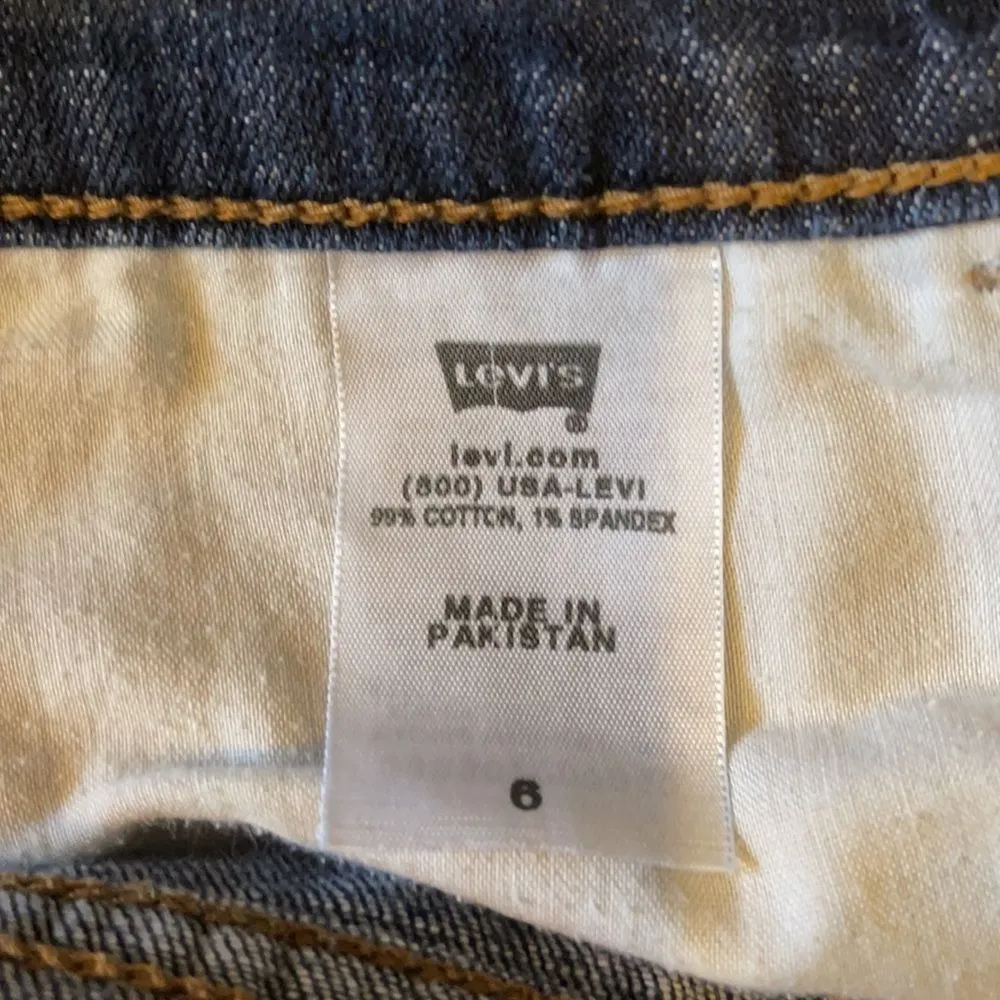 Levi's
®
levi.com
(800) USA-LEVI
99% COTTON, 1% SPANDEX
MADE IN
PAKISTAN
6